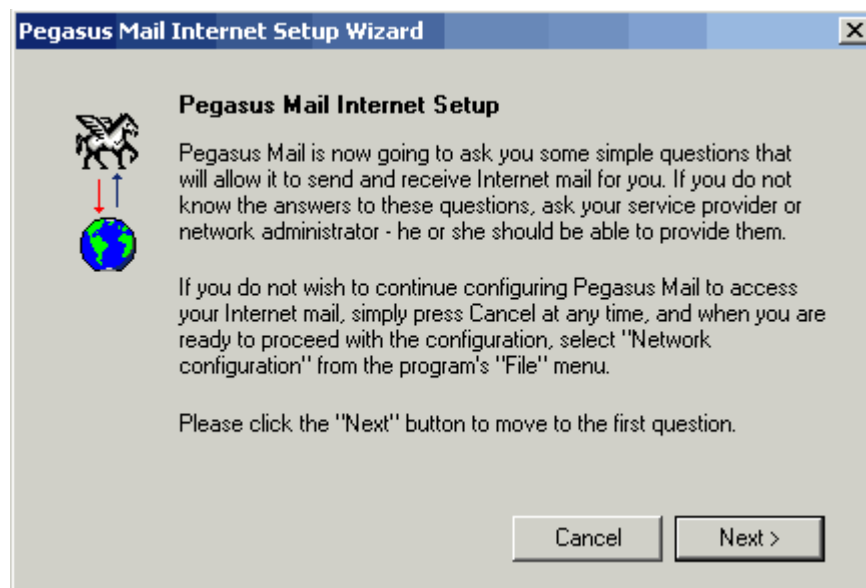 Pegasus Mail Internet Setup Wizard
Pegasus Mail Internet Setup
Pegasus Mail is now going to ask you some simple questions that
will allow it to send and receive Internet mail for you. If you do not
know the answers to these questions, ask your service provider or
network administrator - he or she should be able to provide them.
If you do not wish to continue configuring Pegasus Mail to access
your Internet mail, simply press Cancel at any time, and when you are
ready to proceed with the configuration, select "Network
configuration" from the program's "File" menu.
Please click the "Next" button to move to the first question.
Cancel Next >